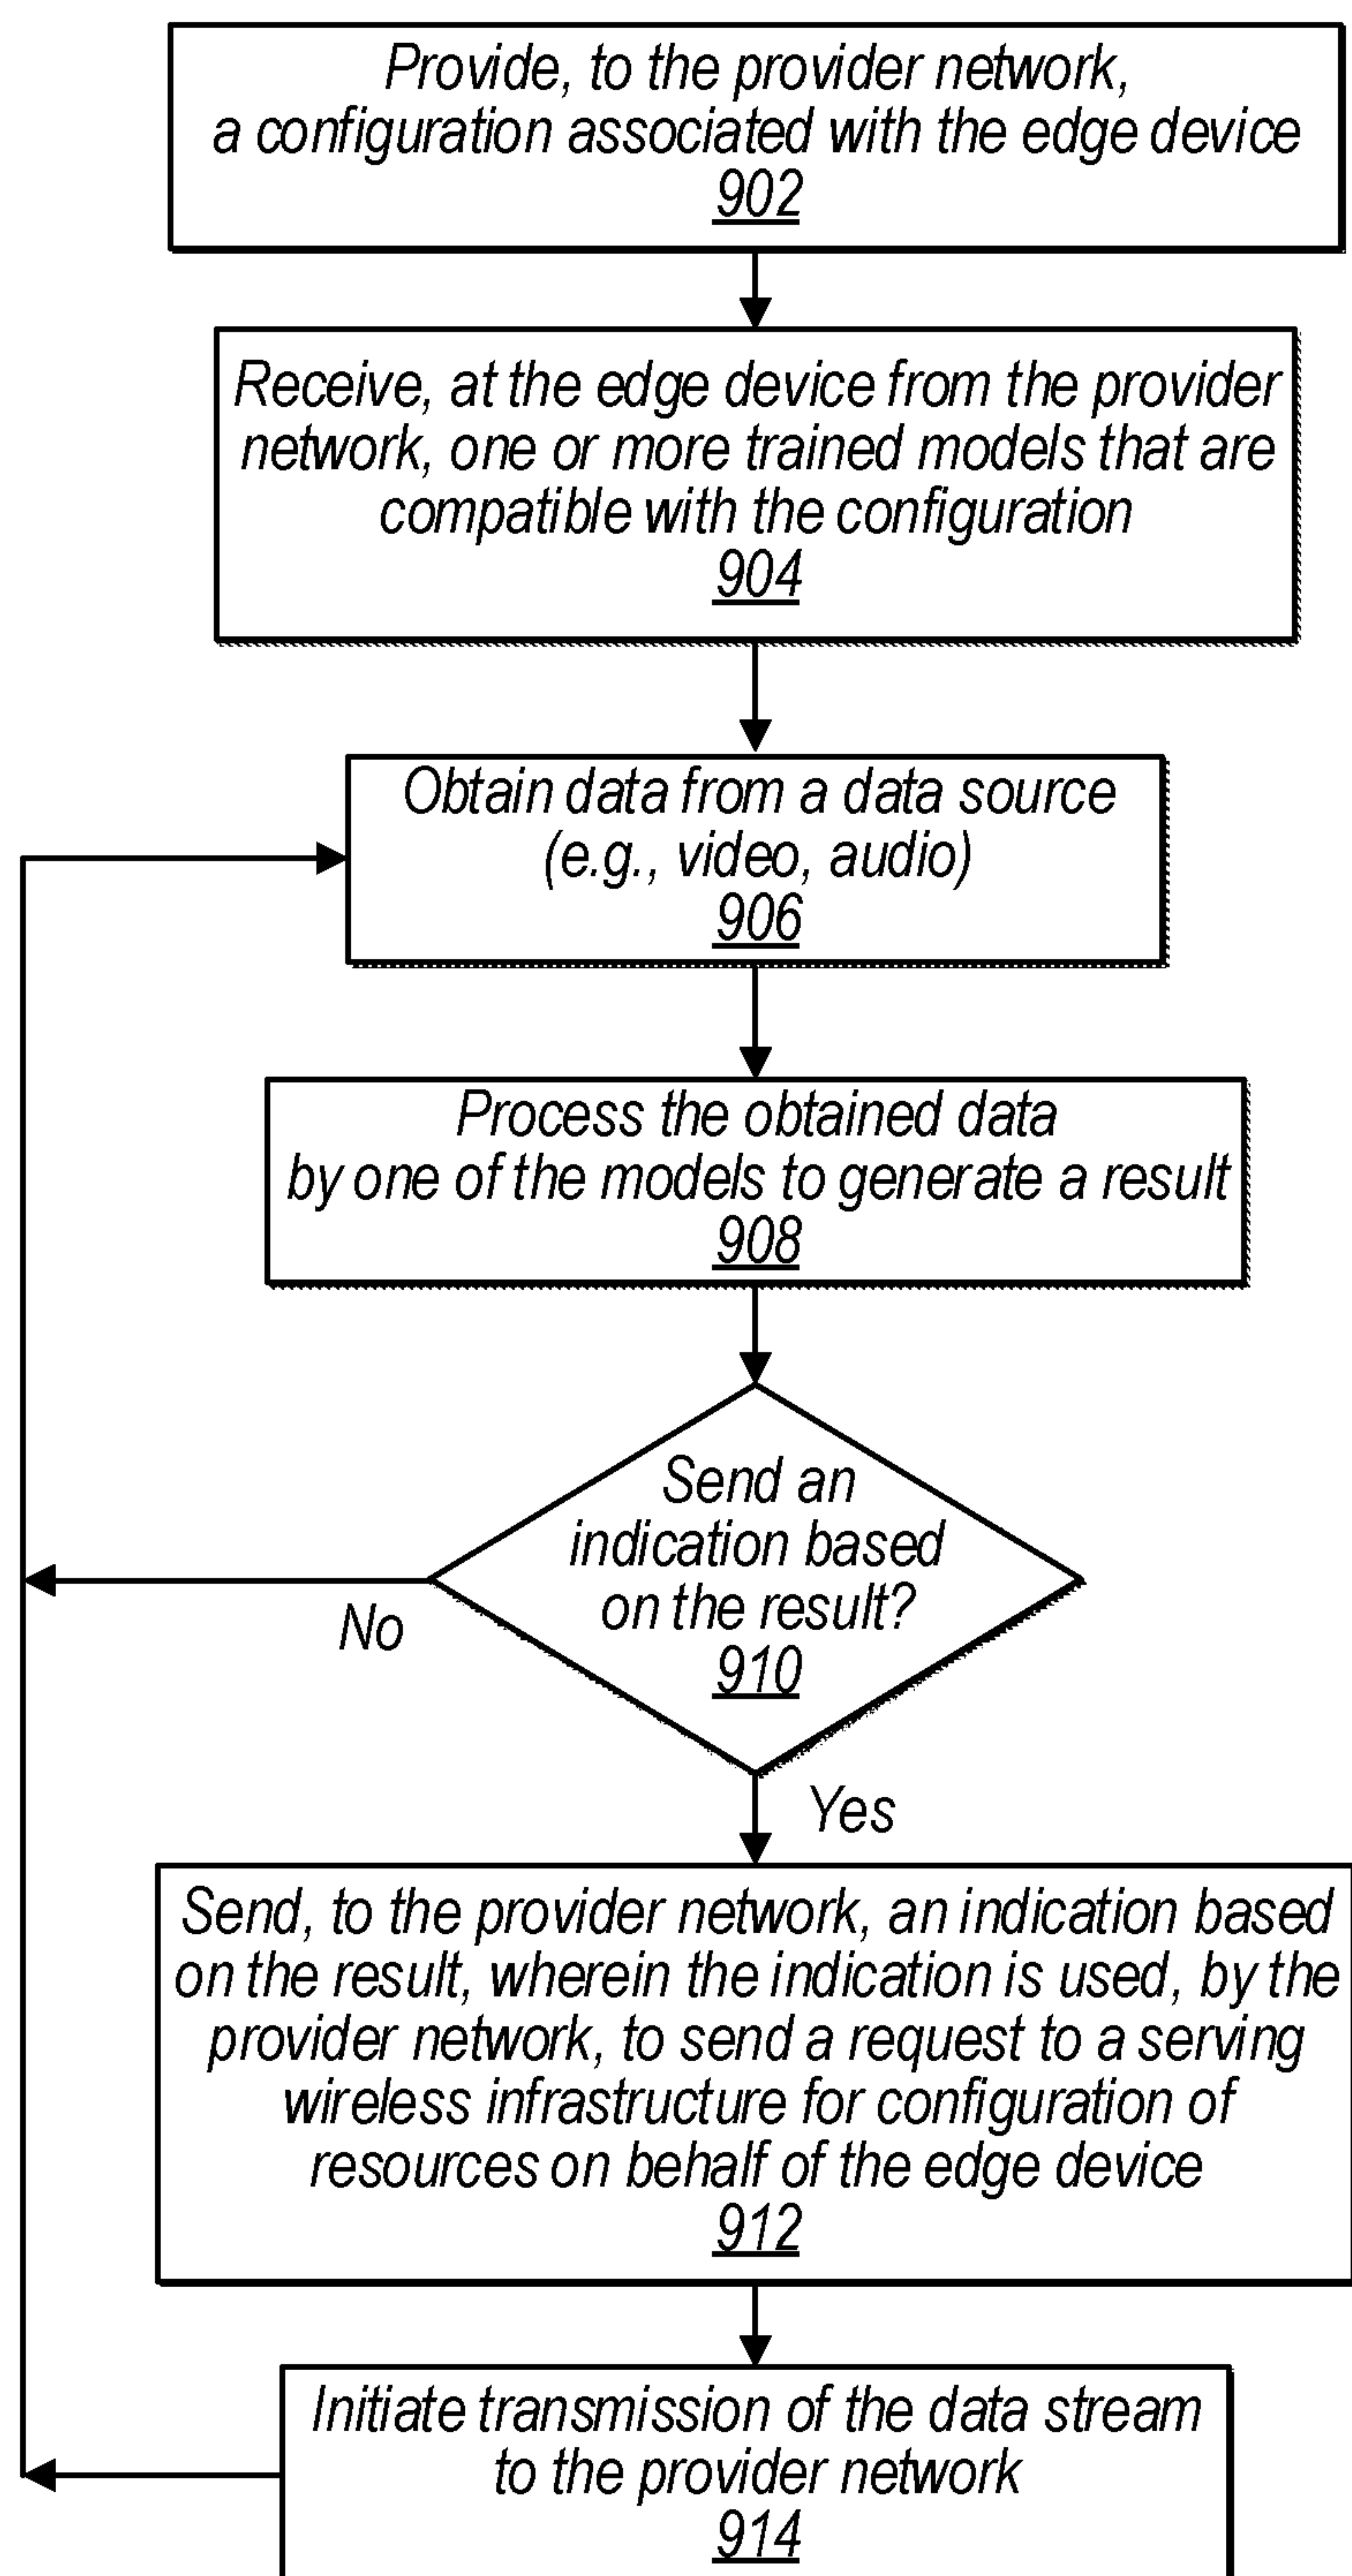 Provide, to the provider network,
a configuration associated with the edge device
902
Receive, at the edge device from the provider
network, one or more trained models that are
compatible with the configuration
904
Obtain data from a data source
(e.g., video, audio)
906
Process the obtained data
by one of the models to generate a result
908
Send an
indication based
on the result?
910
No
Yes
Send, to the provider network, an indication based
on the result, wherein the indication is used, by the
provider network, to send a request to a serving
wireless infrastructure for configuration of
resources on behalf of the edge device
912
Initiate transmission of the data stream
to the provider network
914